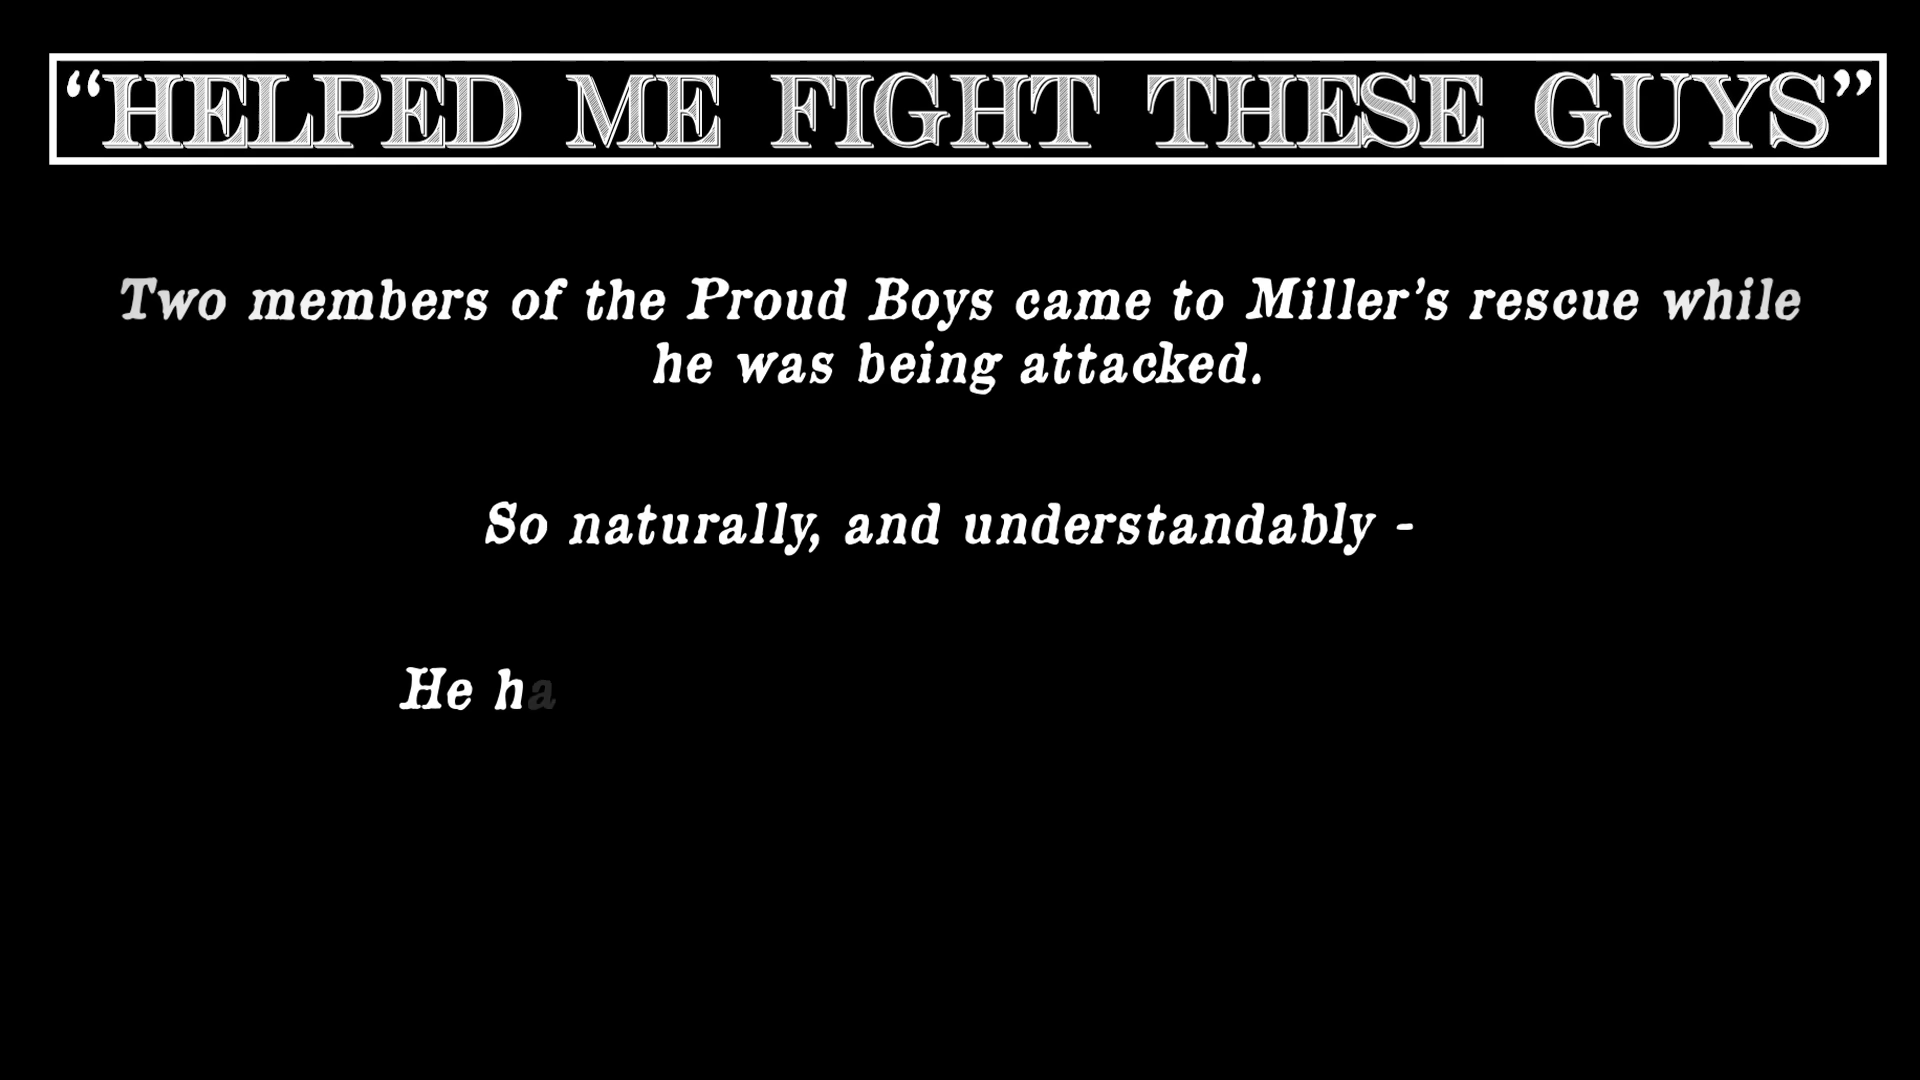 “HELPED ME FIGHT THESE GUYS”
Two members of the Proud Boys came to Miller’s rescue while
he was being attacked.
So naturally, and understandably -
He ha